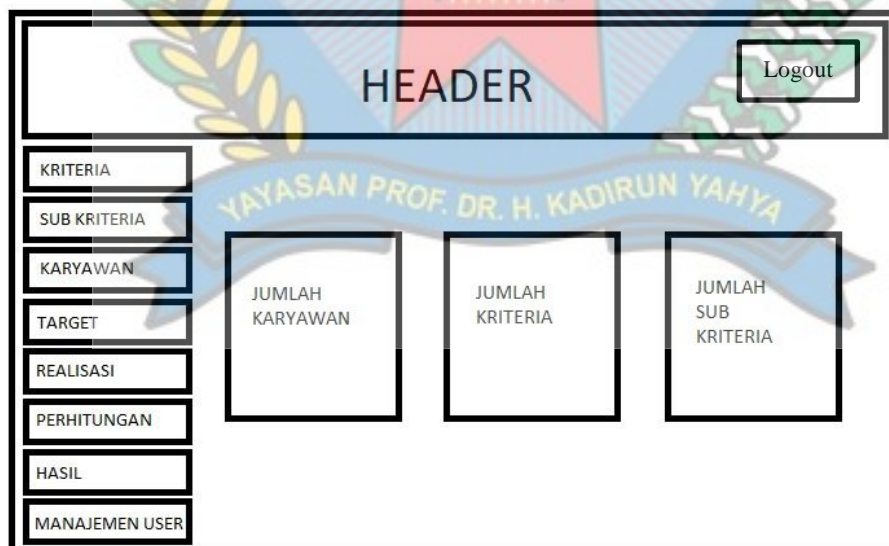 HEADER
Logout
KRITERIA
SUB KRITERIA
KARYAWAN
TARGET
REALISASI
PERHITUNGAN
HASIL
MANAJEMEN USER
YAYASAN PROF. DR. H. KADIRUN YAHYA
JUMLAH
KARYAWAN
JUMLAH
KRITERIA
JUMLAH
SUB
KRITERIA